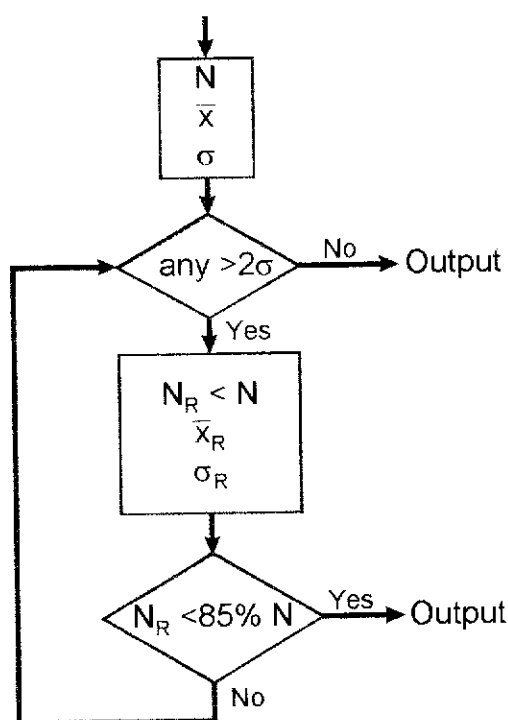 N
x̄
σ
any >2σ
No
Output
Yes
N_R < N
x̄_R
σ_R
N_R <85% N
Yes
Output
No